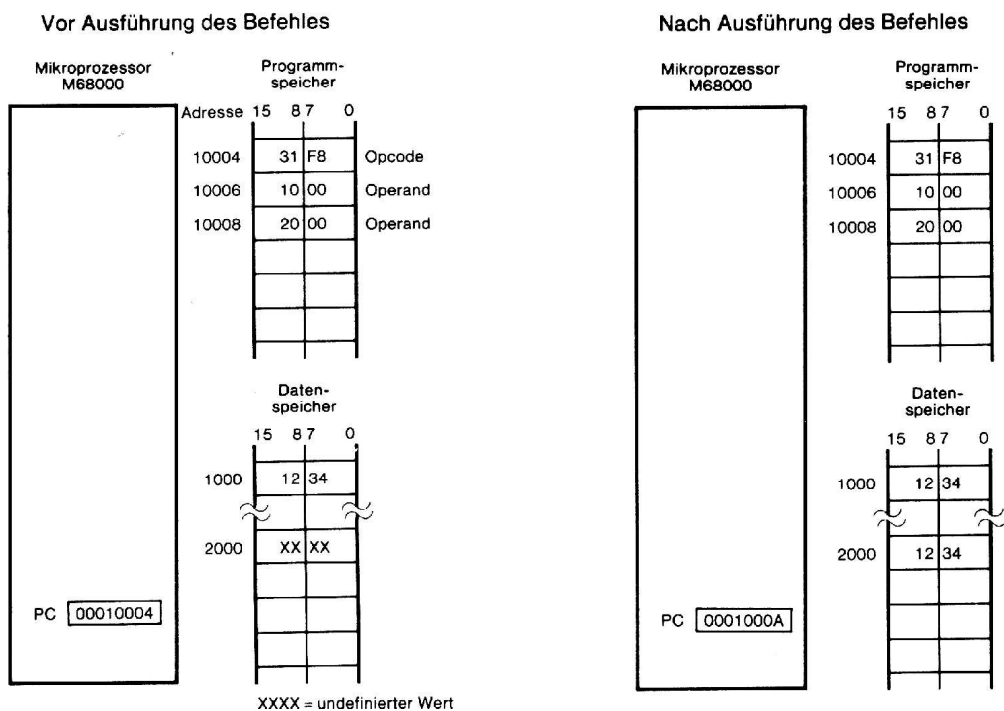 Vor Ausführung des Befehles
Mikroprozessor
M68000
Programm-
speicher
Adresse 15 8 7 0
10004 31 F8 Opcode
10006 10 00 Operand
10008 20 00 Operand
Daten-
speicher
15 8 7 0
1000 12 34
2000 XX XX
PC 00010004
XXXX = undefinierter Wert
Nach Ausführung des Befehles
Mikroprozessor
M68000
Programm-
speicher
15 8 7 0
10004 31 F8
10006 10 00
10008 20 00
Daten-
speicher
15 8 7 0
1000 12 34
2000 12 34
PC 0001000A